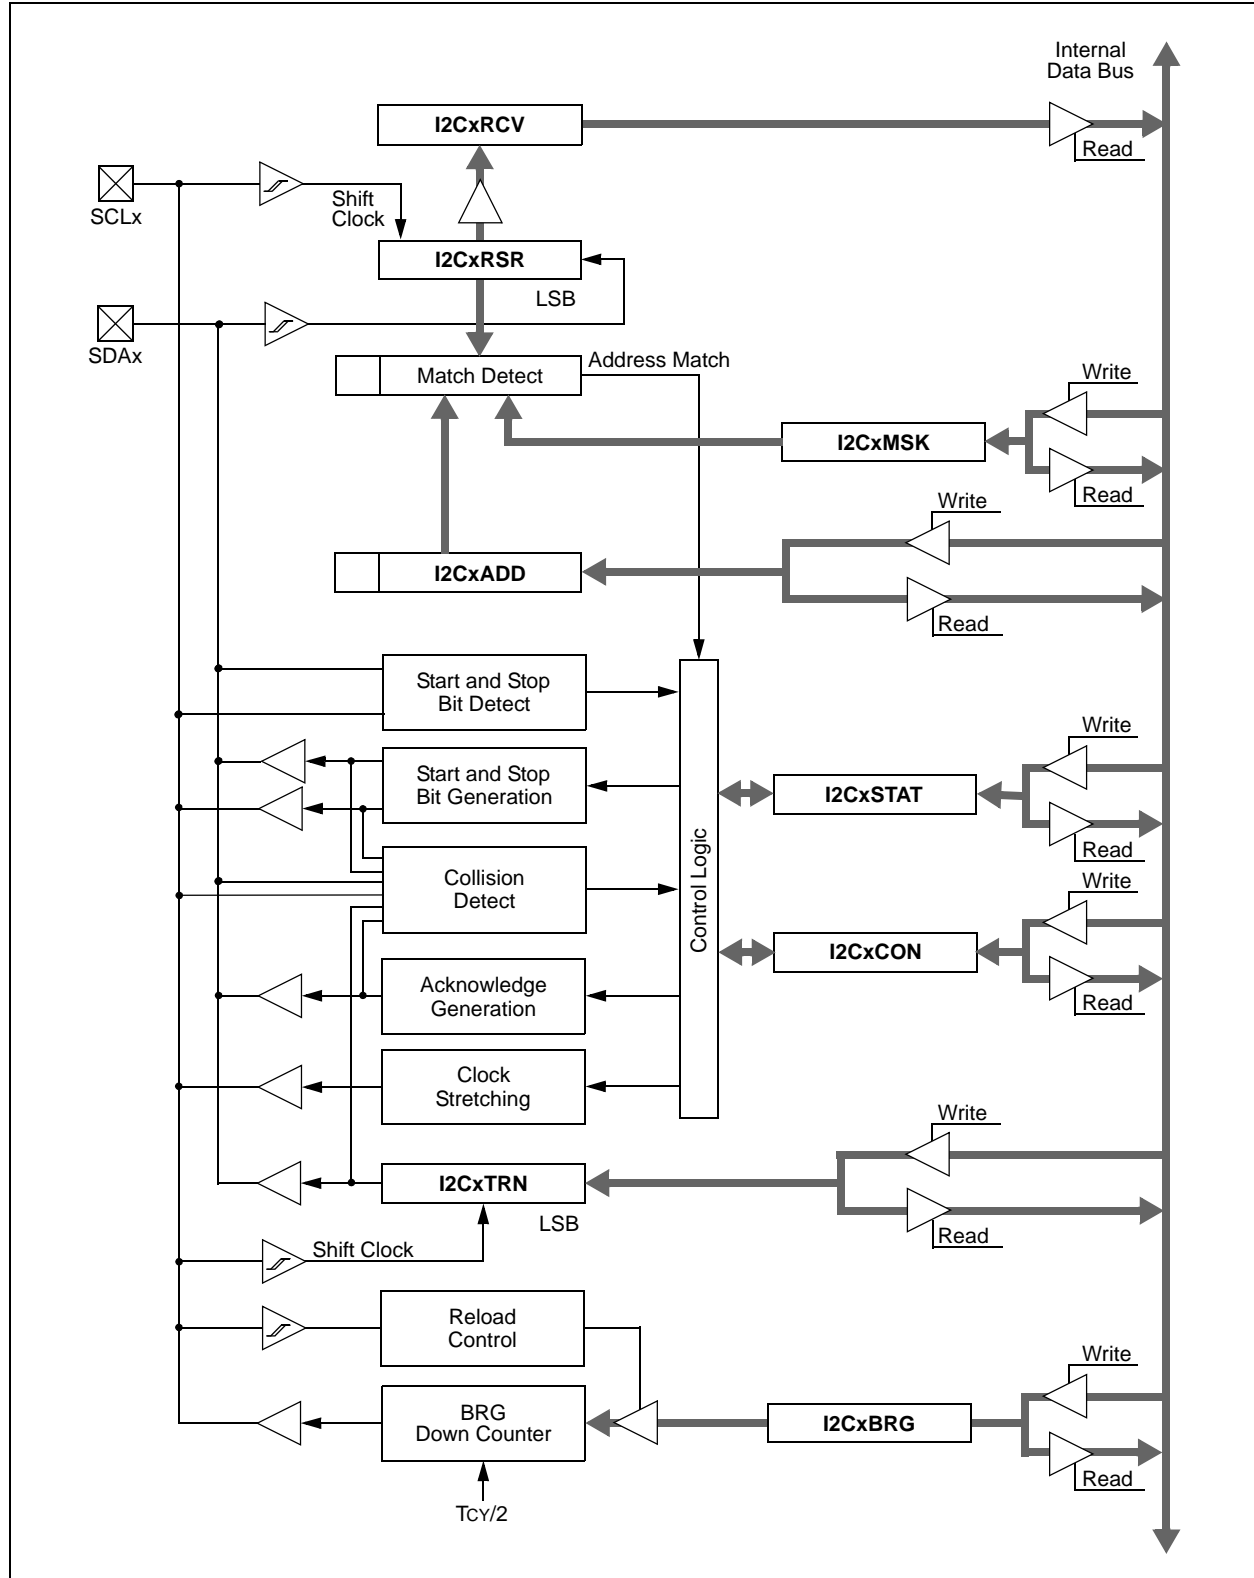 Internal
Data Bus
I2CxRCV
Read
SCLx
Shift
Clock
I2CxRSR
LSB
SDAx
Match Detect
Address Match
Write
I2CxMSK
Read
Write
I2CxADD
Read
Start and Stop
Bit Detect
Write
Start and Stop
Bit Generation
I2CxSTAT
Read
Control Logic
Collision
Detect
Write
I2CxCON
Read
Acknowledge
Generation
Clock
Stretching
Write
I2CxTRN
LSB
Read
Shift Clock
Reload
Control
Write
BRG
Down Counter
I2CxBRG
Read
TCY/2